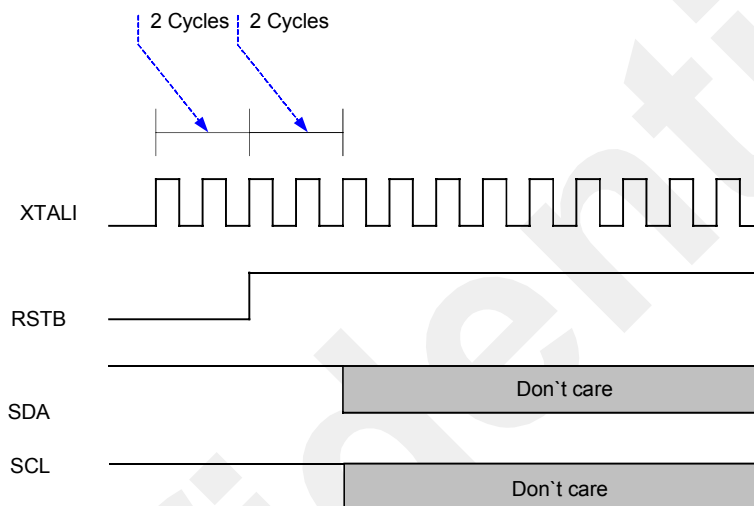 2 Cycles 2 Cycles
XTALI
RSTB
Don`t care
SDA
SCL
Don`t care